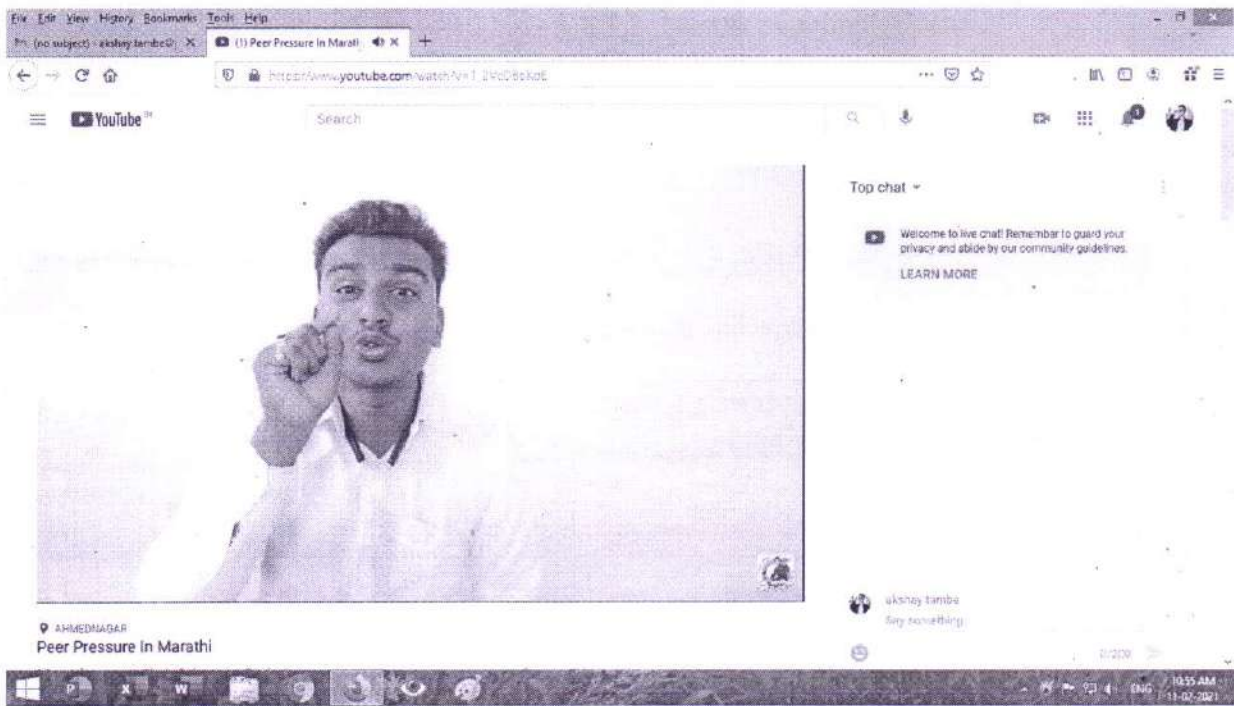 File Edit View History Bookmarks Tools Help
(no subject) - akshay.tambe@ X
(1) Peer Pressure In Marathi X +
YouTube IN
Search
Top chat
Welcome to live chat! Remember to guard your
privacy and abide by our community guidelines.
LEARN MORE
akshay tambe
Say something
0/200
AHMEDNAGAR
Peer Pressure In Marathi
P X W
ENG
10:55 AM
11-02-2021